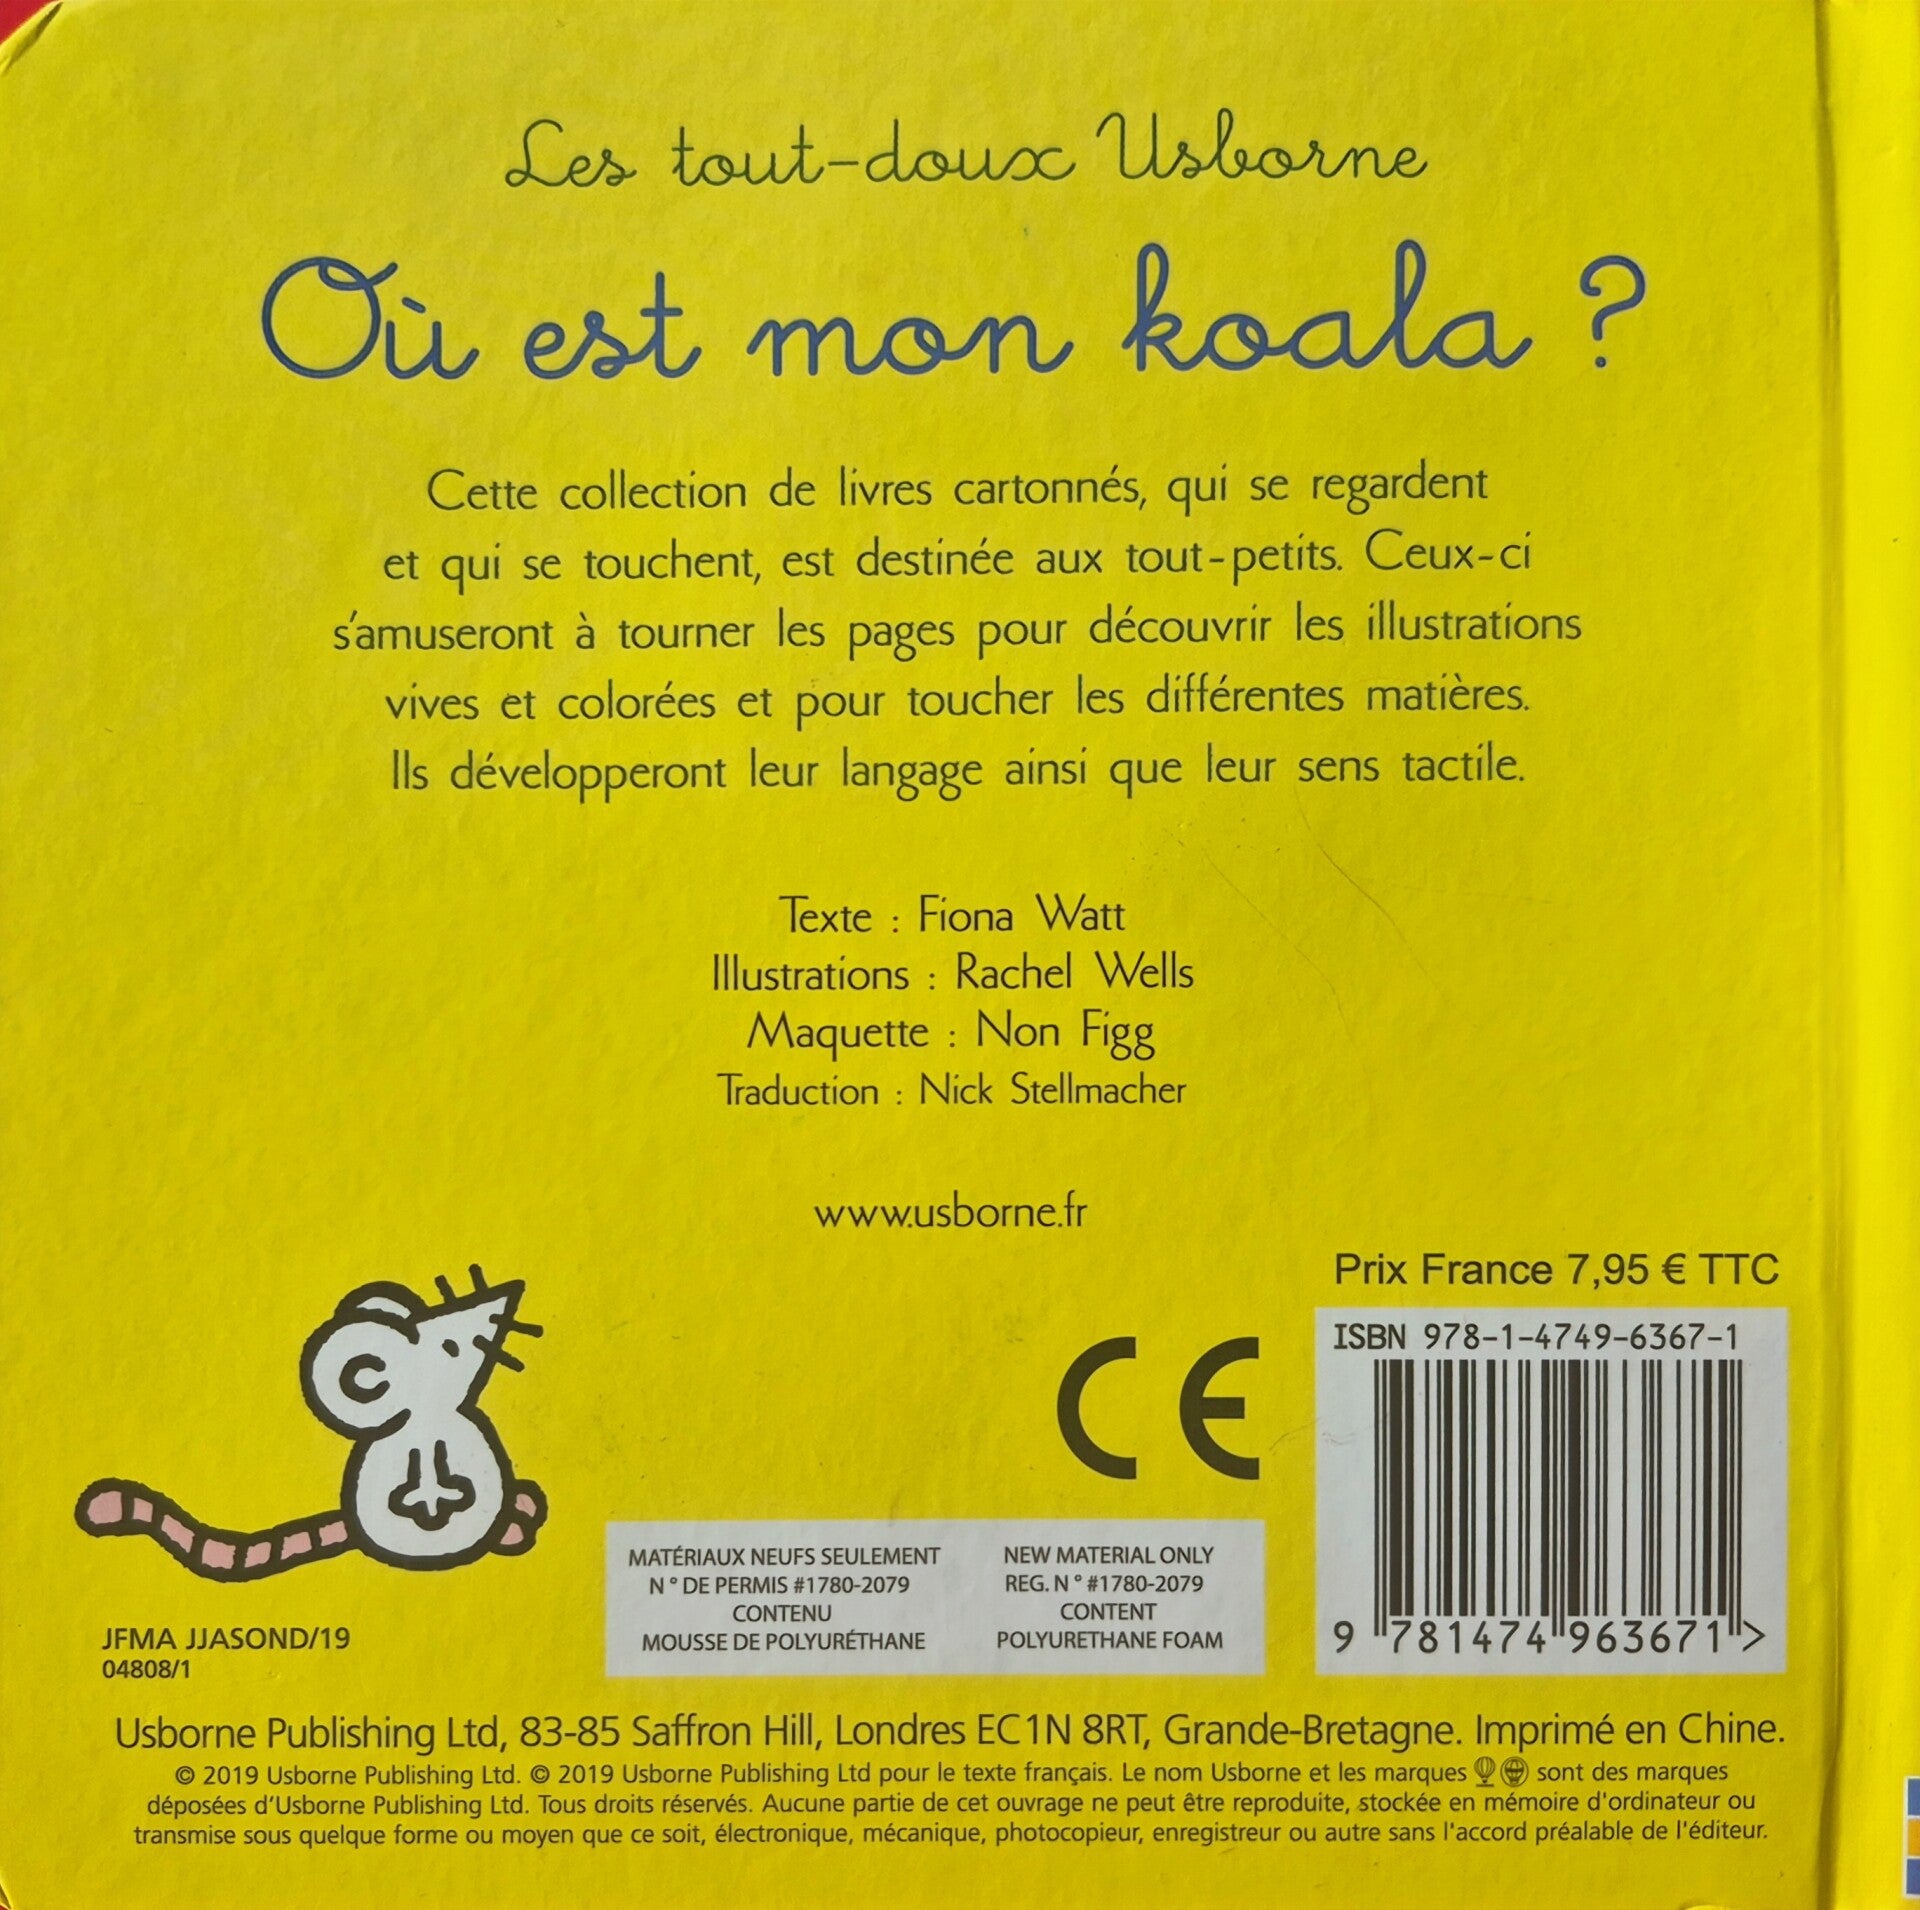 Les tout-doux Usborne
Où est mon koala ?
Cette collection de livres cartonnés, qui se regardent
et qui se touchent, est destinée aux tout-petits. Ceux-ci
s'amuseront à tourner les pages pour découvrir les illustrations
vives et colorées et pour toucher les différentes matières.
Ils développeront leur langage ainsi que leur sens tactile.
Texte : Fiona Watt
Illustrations : Rachel Wells
Maquette : Non Figg
Traduction : Nick Stellmacher
www.usborne.fr
Prix France 7,95 € TTC
ISBN 978-1-4749-6367-1
9 781474 963671 >
CE
MATÉRIAUX NEUFS SEULEMENT
N° DE PERMIS #1780-2079
CONTENU
MOUSSE DE POLYURÉTHANE
NEW MATERIAL ONLY
REG. N° #1780-2079
CONTENT
POLYURETHANE FOAM
JFMA JJASOND/19
04808/1
Usborne Publishing Ltd, 83-85 Saffron Hill, Londres EC1N 8RT, Grande-Bretagne. Imprimé en Chine.
© 2019 Usborne Publishing Ltd. © 2019 Usborne Publishing Ltd pour le texte français. Le nom Usborne et les marques sont des marques
déposées d'Usborne Publishing Ltd. Tous droits réservés. Aucune partie de cet ouvrage ne peut être reproduite, stockée en mémoire d'ordinateur ou
transmise sous quelque forme ou moyen que ce soit, électronique, mécanique, photocopieur, enregistreur ou autre sans l'accord préalable de l'éditeur.